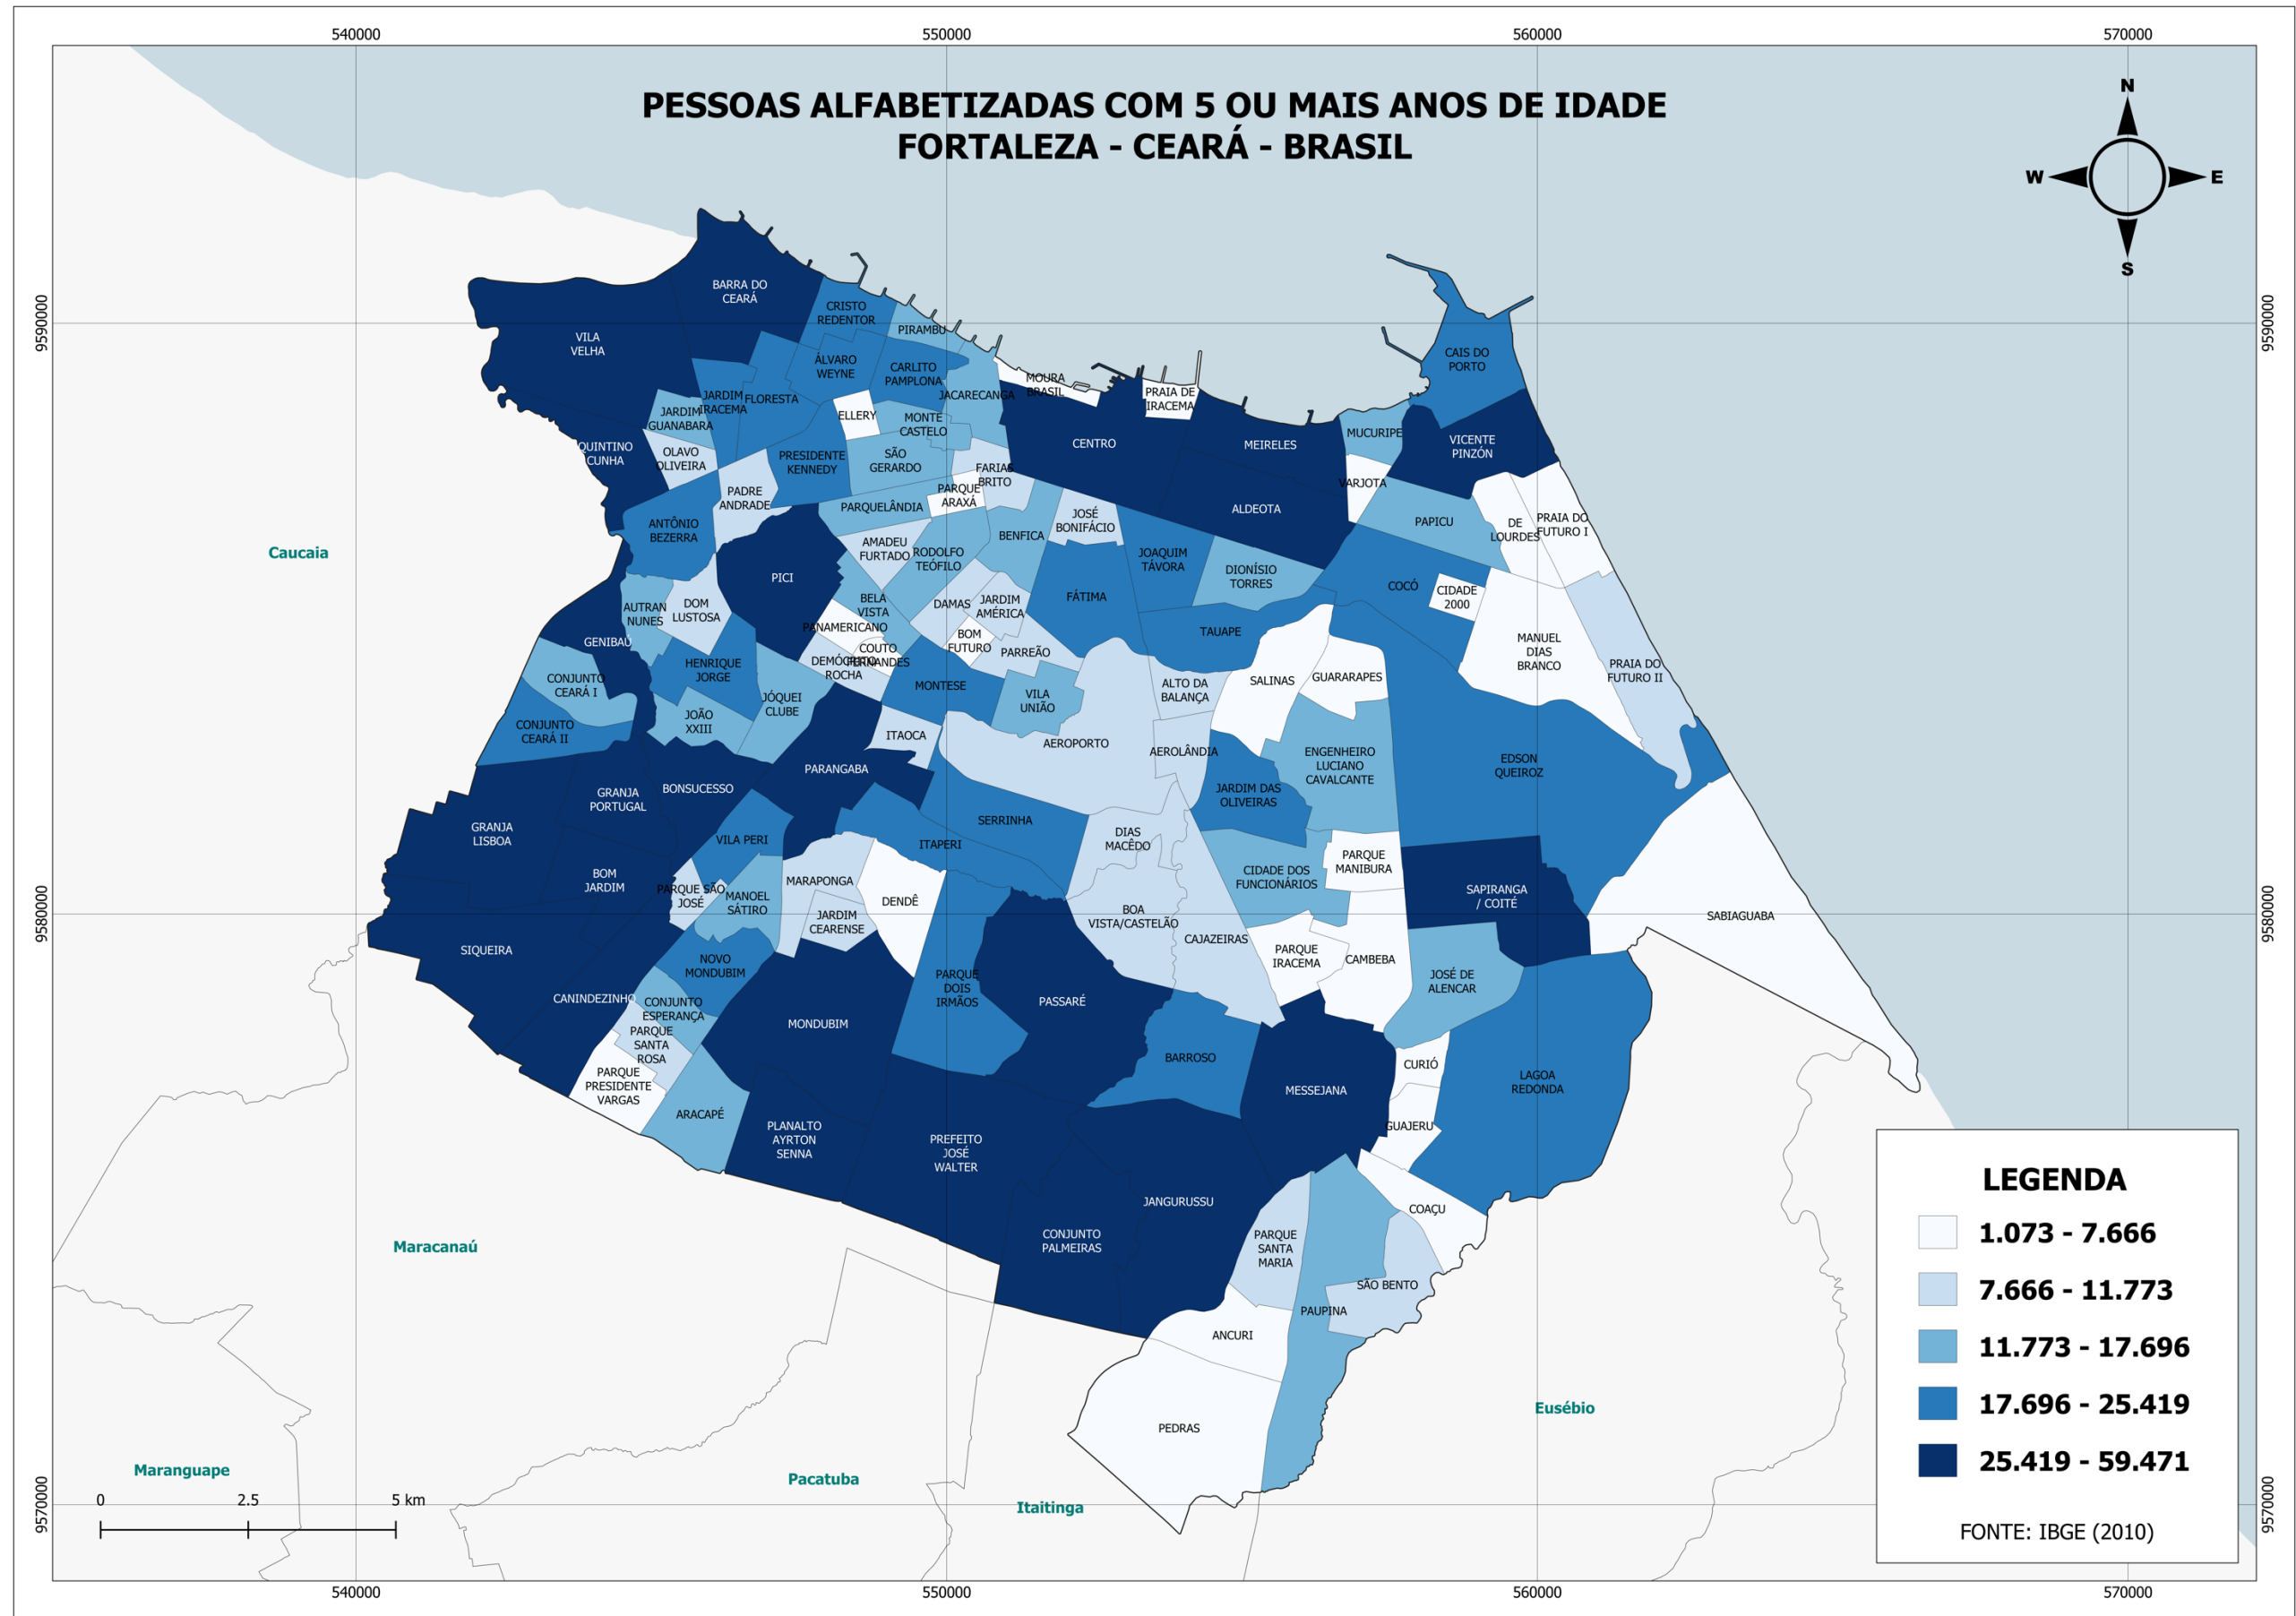 540000
550000
560000
570000
PESSOAS ALFABETIZADAS COM 5 OU MAIS ANOS DE IDADE
FORTALEZA - CEARÁ - BRASIL
N
W
E
S
9590000
9590000
BARRA DO
CEARÁ
CRISTO
REDENTOR
PIRAMBU
VILA
VELHA
ÁLVARO
WEYNE
CARLITO
PAMPLONA
JACARECANGA
MOURA
BRASIL
PRAIA DE
IRACEMA
CAIS DO
PORTO
JARDIM
IRACEMA
FLORESTA
JARDIM
GUANABARA
ELLERY
MONTE
CASTELO
CENTRO
MEIRELES
MUCURIPE
VICENTE
PINZÓN
QUINTINO
CUNHA
OLAVO
OLIVEIRA
PRESIDENTE
KENNEDY
SÃO
GERARDO
FARIAS
BRITO
PADRE
ANDRADE
PARQUE
ARAXÁ
VARJOTA
PARQUELÂNDIA
ALDEOTA
ANTÔNIO
BEZERRA
JOSÉ
BONIFÁCIO
PAPICU
DE
LOURDES
PRAIA DO
FUTURO I
AMADEU
FURTADO
BENFICA
RODOLFO
TEÓFILO
JOAQUIM
TÁVORA
DIONÍSIO
TORRES
Caucaia
PICI
COCÓ
CIDADE
2000
AUTRAN
NUNES
DOM
LUSTOSA
BELA
VISTA
DAMAS
JARDIM
AMÉRICA
FÁTIMA
PANAMERICANO
TAUAPE
GENIBAÚ
BOM
FUTURO
COUTO
FERNANDES
PARREÃO
MANUEL
DIAS
BRANCO
HENRIQUE
JORGE
DEMÓCRITO
ROCHA
PRAIA DO
FUTURO II
CONJUNTO
CEARÁ I
JÓQUEI
CLUBE
MONTESE
VILA
UNIÃO
ALTO DA
BALANÇA
SALINAS
GUARARAPES
CONJUNTO
CEARÁ II
JOÃO
XXIII
ITAOCA
AEROPORTO
AEROLÂNDIA
ENGENHEIRO
LUCIANO
CAVALCANTE
EDSON
QUEIROZ
PARANGABA
GRANJA
PORTUGAL
BONSUCESSO
JARDIM DAS
OLIVEIRAS
GRANJA
LISBOA
VILA PERI
ITAPERI
SERRINHA
DIAS
MACÊDO
BOM
JARDIM
PARQUE SÃO
JOSÉ
MANOEL
SÁTIRO
MARAPONGA
DENDÊ
CIDADE DOS
FUNCIONÁRIOS
PARQUE
MANIBURA
SAPIRANGA
/ COITÉ
SABIAGUABA
9580000
9580000
JARDIM
CEARENSE
BOA
VISTA/CASTELÃO
CAJAZEIRAS
SIQUEIRA
NOVO
MONDUBIM
PARQUE
IRACEMA
CAMBEBA
CANINDEZINHO
CONJUNTO
ESPERANÇA
PARQUE
DOIS
IRMÃOS
PASSARÉ
JOSÉ DE
ALENCAR
MONDUBIM
PARQUE
SANTA
ROSA
BARROSO
CURIÓ
PARQUE
PRESIDENTE
VARGAS
MESSEJANA
LAGOA
REDONDA
ARACAPÉ
PLANALTO
AYRTON
SENNA
PREFEITO
JOSÉ
WALTER
GUAJERU
JANGURUSSU
COAÇU
Maracanaú
CONJUNTO
PALMEIRAS
PARQUE
SANTA
MARIA
SÃO BENTO
PAUPINA
ANCURI
PEDRAS
Eusébio
Maranguape
Pacatuba
Itaitinga
0
2.5
5 km
9570000
9570000
LEGENDA
1.073 - 7.666
7.666 - 11.773
11.773 - 17.696
17.696 - 25.419
25.419 - 59.471
FONTE: IBGE (2010)
540000
550000
560000
570000